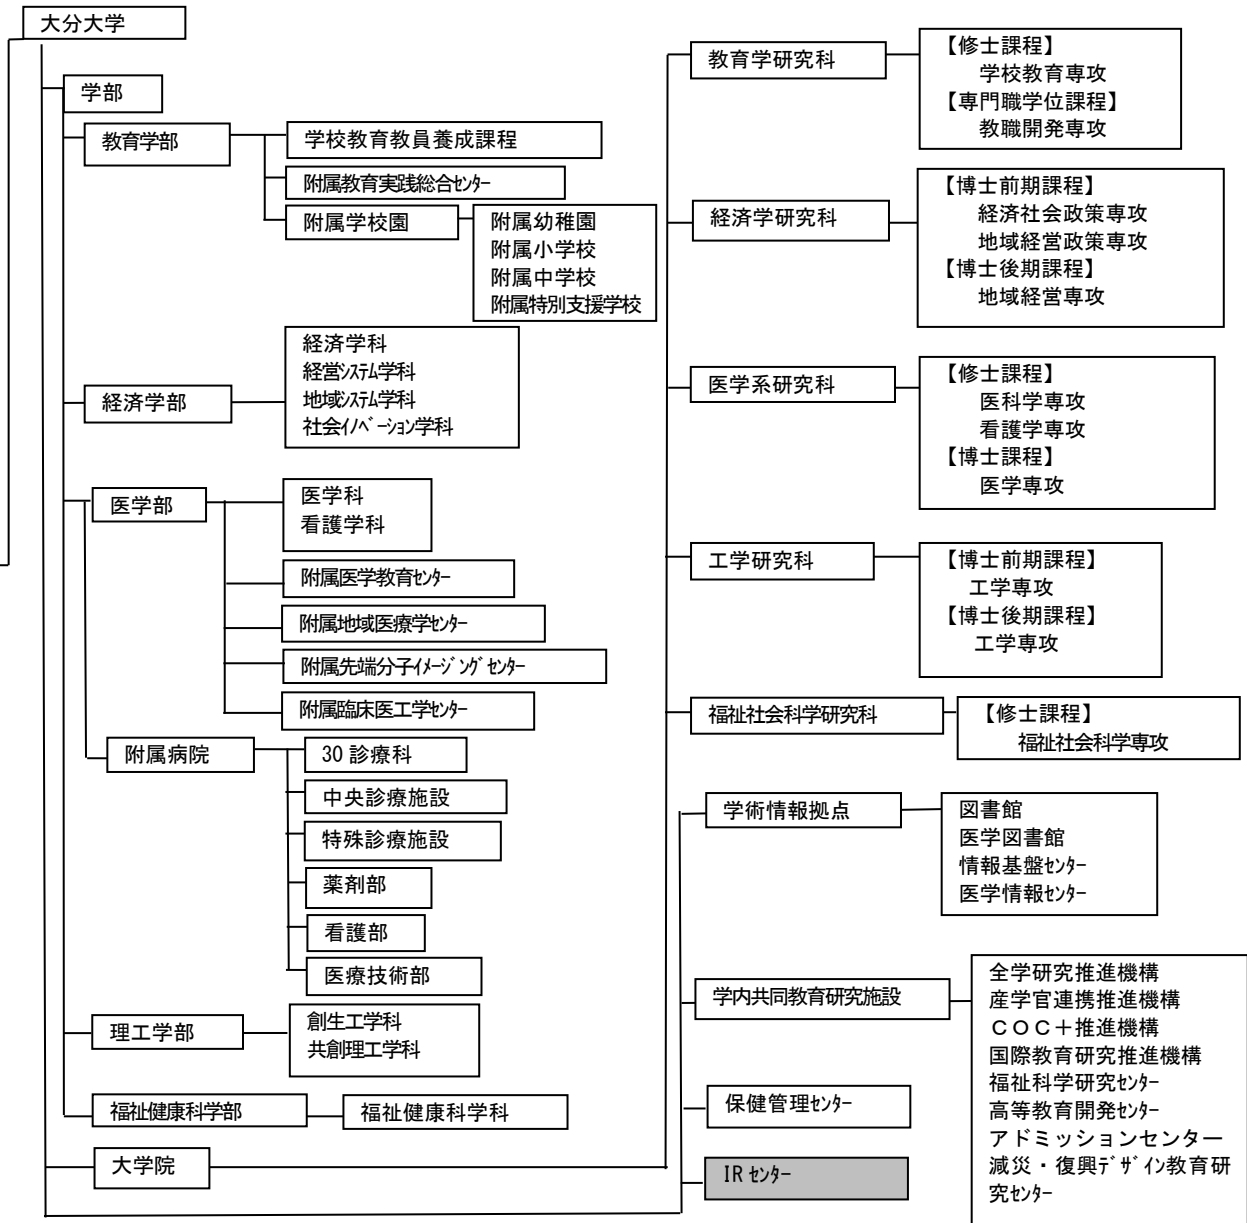 大分大学
学部
教育学部
学校教育教員養成課程
附属教育実践総合ｾﾝﾀｰ
附属学校園
附属幼稚園
附属小学校
附属中学校
附属特別支援学校
経済学部
経済学科
経営ｼｽﾃﾑ学科
地域ｼｽﾃﾑ学科
社会ｲﾉﾍﾞｰｼｮﾝ学科
医学部
医学科
看護学科
附属医学教育ｾﾝﾀｰ
附属地域医療学ｾﾝﾀｰ
附属先端分子ｲﾒｰｼﾞﾝｸﾞｾﾝﾀｰ
附属臨床医工学ｾﾝﾀｰ
附属病院
30 診療科
中央診療施設
特殊診療施設
薬剤部
看護部
医療技術部
理工学部
創生工学科
共創理工学科
福祉健康科学部
福祉健康科学科
大学院
教育学研究科
【修士課程】
学校教育専攻
【専門職学位課程】
教職開発専攻
経済学研究科
【博士前期課程】
経済社会政策専攻
地域経営政策専攻
【博士後期課程】
地域経営専攻
医学系研究科
【修士課程】
医科学専攻
看護学専攻
【博士課程】
医学専攻
工学研究科
【博士前期課程】
工学専攻
【博士後期課程】
工学専攻
福祉社会科学研究科
【修士課程】
福祉社会科学専攻
学術情報拠点
図書館
医学図書館
情報基盤ｾﾝﾀｰ
医学情報ｾﾝﾀｰ
学内共同教育研究施設
全学研究推進機構
産学官連携推進機構
ＣＯＣ＋推進機構
国際教育研究推進機構
福祉科学研究ｾﾝﾀｰ
高等教育開発ｾﾝﾀｰ
アドミッションセンター
減災・復興ﾃﾞｻﾞｲﾝ教育研
究ｾﾝﾀｰ
保健管理ｾﾝﾀｰ
IR ｾﾝﾀｰ